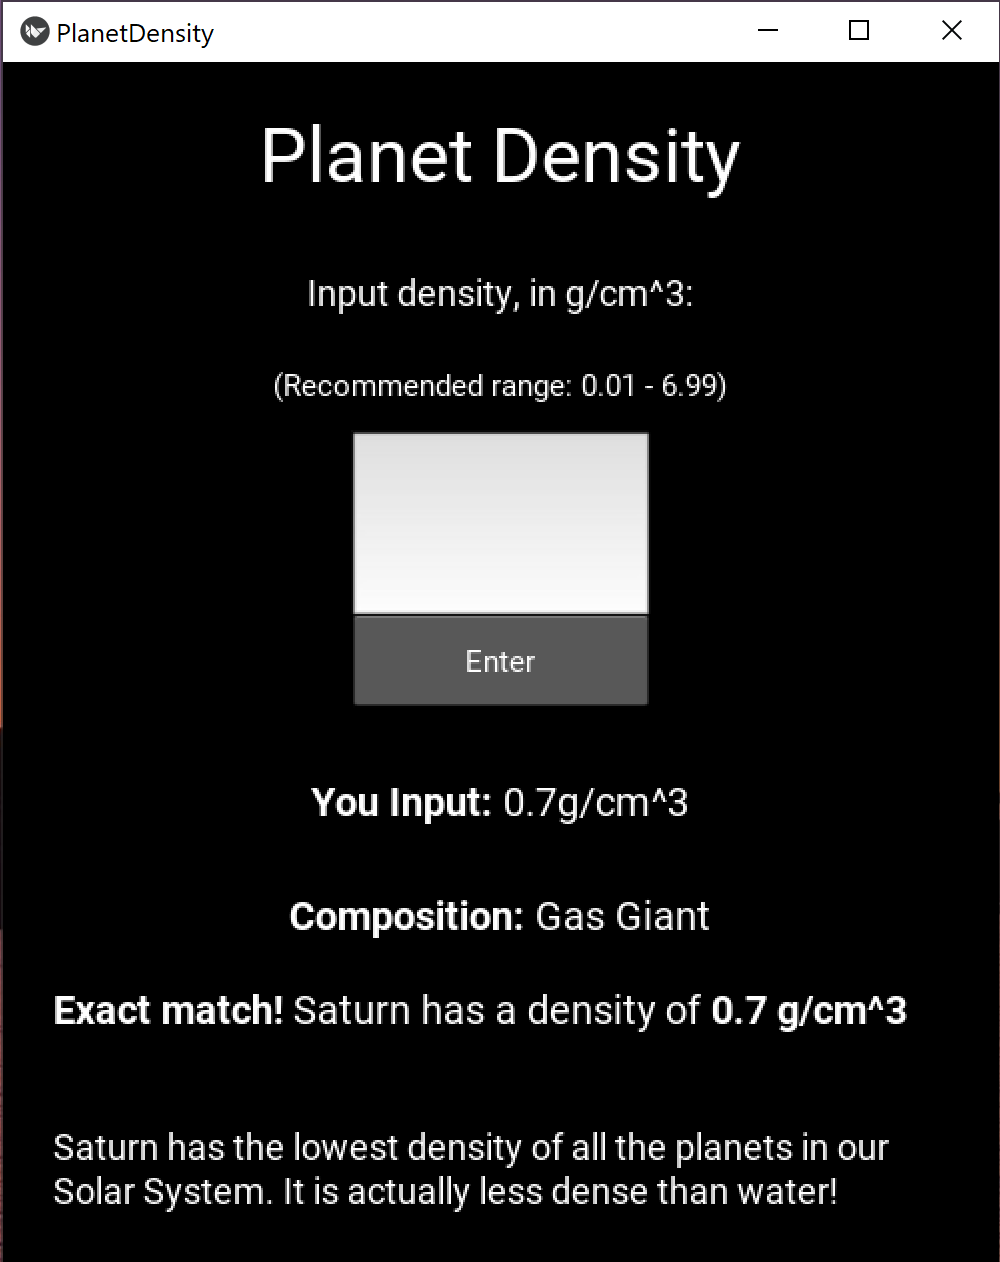 PlanetDensity
Planet Density
Input density, in g/cm^3:
(Recommended range: 0.01 - 6.99)
Enter
You Input: 0.7g/cm^3
Composition: Gas Giant
Exact match! Saturn has a density of 0.7 g/cm^3
Saturn has the lowest density of all the planets in our
Solar System. It is actually less dense than water!